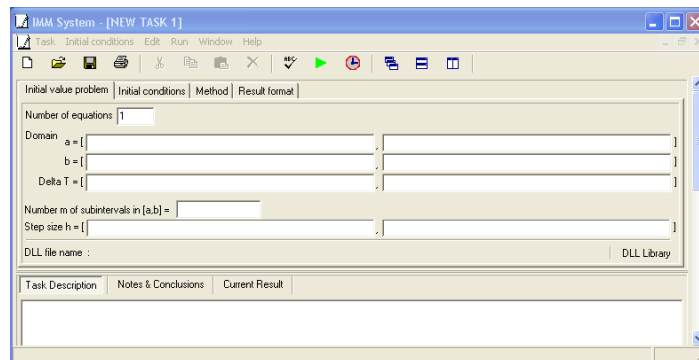 IMM System - [NEW TASK 1]
Task Initial conditions Edit Run Window Help
ABC
Initial value problem Initial conditions Method Result format
Number of equations 1
Domain a = [ , ]
b = [ , ]
Delta T = [ , ]
Number m of subintervals in [a,b] =
Step size h = [ , ]
DLL file name : DLL Library
Task Description Notes & Conclusions Current Result